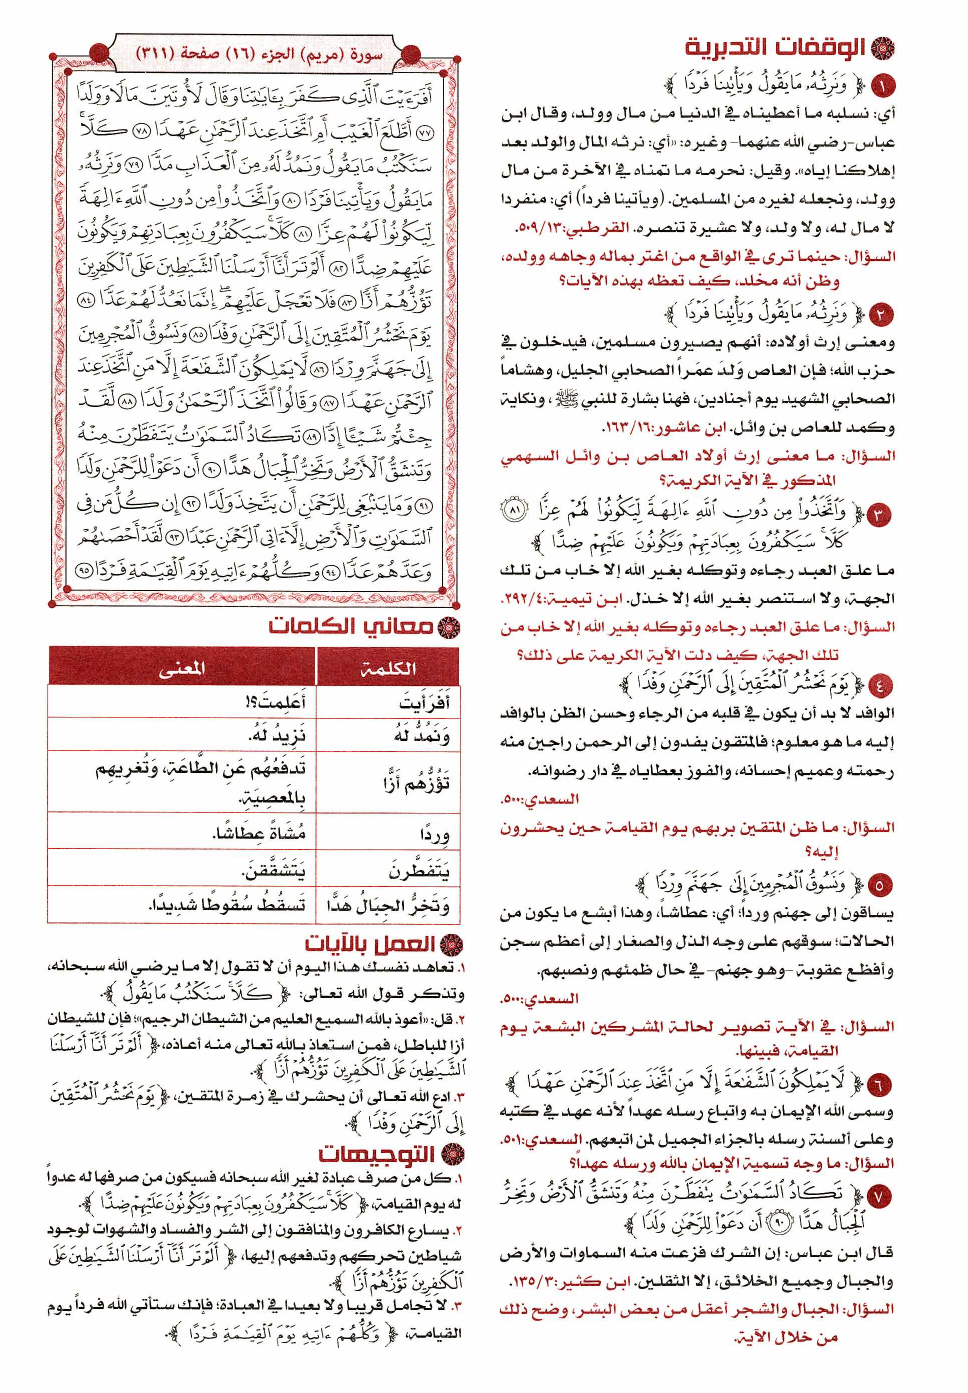 الوقفات التدبرية
١ ﴿ وَنَرِثُهُۥ مَا يَقُولُ وَيَأْتِينَا فَرْدًا ﴾
أي: نسلبه ما أعطيناه في الدنيا من مال وولد، وقال ابن
عباس-رضي الله عنهما- وغيره: «أي: نرثه المال والولد بعد
إهلاكنا إياه». وقيل: نحرمه ما تمناه في الآخرة من مال
وولد، ونجعله لغيره من المسلمين. (ويأتينا فرداً) أي: منفردا
لا مال له، ولا ولد، ولا عشيرة تنصره. القرطبي:٥٠٩/١٣.
السؤال: حينما ترى في الواقع من اغتر بماله وجاهه وولده،
وظن أنه مخلد، كيف تعظه بهذه الآيات؟
٢ ﴿ وَنَرِثُهُۥ مَا يَقُولُ وَيَأْتِينَا فَرْدًا ﴾
ومعنى إرث أولاده: أنهم يصيرون مسلمين، فيدخلون في
حزب الله؛ فإن العاص وَلَدَ عمَراً الصحابي الجليل، وهشاماً
الصحابي الشهيد يوم أجنادين، فهنا بشارة للنبي ﷺ، ونكاية
وكمد للعاص بن وائل. ابن عاشور:١٦٣/١٦.
السؤال: ما معنى إرث أولاد العاص بن وائل السهمي
المذكور في الآية الكريمة؟
٣ ﴿ وَٱتَّخَذُوا۟ مِن دُونِ ٱللَّهِ ءَالِهَةً لِّيَكُونُوا۟ لَهُمْ عِزًّا ٨١
كَلَّا ۚ سَيَكْفُرُونَ بِعِبَادَتِهِمْ وَيَكُونُونَ عَلَيْهِمْ ضِدًّا ﴾
ما علق العبد رجاءه وتوكله بغير الله إلا خاب من تلك
الجهة، ولا استنصر بغير الله إلا خذل. ابن تيمية:٢٩٢/٤.
السؤال: ما علق العبد رجاءه وتوكله بغير الله إلا خاب من
تلك الجهة، كيف دلت الآية الكريمة على ذلك؟
٤ ﴿ يَوْمَ نَحْشُرُ ٱلْمُتَّقِينَ إِلَى ٱلرَّحْمَٰنِ وَفْدًا ﴾
الوافد لا بد أن يكون في قلبه من الرجاء وحسن الظن بالوافد
إليه ما هو معلوم؛ فالمتقون يفدون إلى الرحمن راجين منه
رحمته وعميم إحسانه، والفوز بعطاياه في دار رضوانه.
السعدي:٥٠٠.
السؤال: ما ظن المتقين بربهم يوم القيامة حين يحشرون
إليه؟
٥ ﴿ وَنَسُوقُ ٱلْمُجْرِمِينَ إِلَىٰ جَهَنَّمَ وِرْدًا ﴾
يساقون إلى جهنم ورداً؛ أي: عطاشاً، وهذا أبشع ما يكون من
الحالات؛ سوقهم على وجه الذل والصغار إلى أعظم سجن
وأفظع عقوبة -وهو جهنم- في حال ظمئهم ونصبهم.
السعدي:٥٠٠.
السؤال: في الآية تصوير لحالة المشركين البشعة يوم
القيامة، فبينها.
٦ ﴿ لَّا يَمْلِكُونَ ٱلشَّفَٰعَةَ إِلَّا مَنِ ٱتَّخَذَ عِندَ ٱلرَّحْمَٰنِ عَهْدًا ﴾
وسمى الله الإيمان به واتباع رسله عهداً لأنه عهد في كتبه
وعلى ألسنة رسله بالجزاء الجميل لمن اتبعهم. السعدي:٥٠١.
السؤال: ما وجه تسمية الإيمان بالله ورسله عهداً؟
٧ ﴿ تَكَادُ ٱلسَّمَٰوَٰتُ يَتَفَطَّرْنَ مِنْهُ وَتَنشَقُّ ٱلْأَرْضُ وَتَخِرُّ
ٱلْجِبَالُ هَدًّا ٩٠ أَن دَعَوْا۟ لِلرَّحْمَٰنِ وَلَدًا ﴾
قال ابن عباس: إن الشرك فزعت منه السماوات والأرض
والجبال وجميع الخلائق، إلا الثقلين. ابن كثير:١٣٥/٣.
السؤال: الجبال والشجر أعقل من بعض البشر، وضح ذلك
من خلال الآية.
سورة (مريم) الجزء (١٦) صفحة (٣١١)
أَفَرَءَيْتَ ٱلَّذِى كَفَرَ بِـَٔايَٰتِنَا وَقَالَ لَأُوتَيَنَّ مَالًا وَوَلَدًا
٧٧ أَطَّلَعَ ٱلْغَيْبَ أَمِ ٱتَّخَذَ عِندَ ٱلرَّحْمَٰنِ عَهْدًا ٧٨ كَلَّا ۚ
سَنَكْتُبُ مَا يَقُولُ وَنَمُدُّ لَهُۥ مِنَ ٱلْعَذَابِ مَدًّا ٧٩ وَنَرِثُهُۥ
مَا يَقُولُ وَيَأْتِينَا فَرْدًا ٨٠ وَٱتَّخَذُوا۟ مِن دُونِ ٱللَّهِ ءَالِهَةً
لِّيَكُونُوا۟ لَهُمْ عِزًّا ٨١ كَلَّا ۚ سَيَكْفُرُونَ بِعِبَادَتِهِمْ وَيَكُونُونَ
عَلَيْهِمْ ضِدًّا ٨٢ أَلَمْ تَرَ أَنَّآ أَرْسَلْنَا ٱلشَّيَٰطِينَ عَلَى ٱلْكَٰفِرِينَ
تَؤُزُّهُمْ أَزًّا ٨٣ فَلَا تَعْجَلْ عَلَيْهِمْ ۖ إِنَّمَا نَعُدُّ لَهُمْ عَدًّا ٨٤
يَوْمَ نَحْشُرُ ٱلْمُتَّقِينَ إِلَى ٱلرَّحْمَٰنِ وَفْدًا ٨٥ وَنَسُوقُ ٱلْمُجْرِمِينَ
إِلَىٰ جَهَنَّمَ وِرْدًا ٨٦ لَّا يَمْلِكُونَ ٱلشَّفَٰعَةَ إِلَّا مَنِ ٱتَّخَذَ عِندَ
ٱلرَّحْمَٰنِ عَهْدًا ٨٧ وَقَالُوا۟ ٱتَّخَذَ ٱلرَّحْمَٰنُ وَلَدًا ٨٨ لَّقَدْ
جِئْتُمْ شَيْـًٔا إِدًّا ٨٩ تَكَادُ ٱلسَّمَٰوَٰتُ يَتَفَطَّرْنَ مِنْهُ
وَتَنشَقُّ ٱلْأَرْضُ وَتَخِرُّ ٱلْجِبَالُ هَدًّا ٩٠ أَن دَعَوْا۟ لِلرَّحْمَٰنِ وَلَدًا
٩١ وَمَا يَنۢبَغِى لِلرَّحْمَٰنِ أَن يَتَّخِذَ وَلَدًا ٩٢ إِن كُلُّ مَن فِى
ٱلسَّمَٰوَٰتِ وَٱلْأَرْضِ إِلَّآ ءَاتِى ٱلرَّحْمَٰنِ عَبْدًا ٩٣ لَّقَدْ أَحْصَىٰهُمْ
وَعَدَّهُمْ عَدًّا ٩٤ وَكُلُّهُمْ ءَاتِيهِ يَوْمَ ٱلْقِيَٰمَةِ فَرْدًا ٩٥
معاني الكلمات
الكلمة المعنى
أَفَرَأَيتَ أَعَلِمتَ؟!
وَنَمُدُّ لَهُ نَزِيدُ لَهُ.
تَؤُزُّهُم أَزًّا تَدفَعُهُم عَنِ الطَّاعَةِ، وَتُغرِيهِم
بِالمَعصِيَةِ.
وِردًا مُشَاةً عِطَاشًا.
يَتَفَطَّرنَ يَتَشَقَّقنَ.
وَتَخِرُّ الجِبَالُ هَدًّا تَسقُطُ سُقُوطًا شَدِيدًا.
العمل بالآيات
١. تعاهد نفسك هذا اليوم أن لا تقول إلا ما يرضي الله سبحانه،
وتذكر قول الله تعالى: ﴿ كَلَّا ۚ سَنَكْتُبُ مَا يَقُولُ ﴾.
٢. قل: «أعوذ بالله السميع العليم من الشيطان الرجيم»؛ فإن للشيطان
أزا للباطل، فمن استعاذ بالله تعالى منه أعاذه، ﴿ أَلَمْ تَرَ أَنَّآ أَرْسَلْنَا
ٱلشَّيَٰطِينَ عَلَى ٱلْكَٰفِرِينَ تَؤُزُّهُمْ أَزًّا ﴾.
٣. ادع الله تعالى أن يحشرك في زمرة المتقين، ﴿ يَوْمَ نَحْشُرُ ٱلْمُتَّقِينَ
إِلَى ٱلرَّحْمَٰنِ وَفْدًا ﴾.
التوجيهات
١. كل من صرف عبادة لغير الله سبحانه فسيكون من صرفها له عدواً
له يوم القيامة، ﴿ كَلَّا ۚ سَيَكْفُرُونَ بِعِبَادَتِهِمْ وَيَكُونُونَ عَلَيْهِمْ ضِدًّا ﴾.
٢. يسارع الكافرون والمنافقون إلى الشر والفساد والشهوات لوجود
شياطين تحركهم وتدفعهم إليها، ﴿ أَلَمْ تَرَ أَنَّآ أَرْسَلْنَا ٱلشَّيَٰطِينَ عَلَى
ٱلْكَٰفِرِينَ تَؤُزُّهُمْ أَزًّا ﴾.
٣. لا تجامل قريبا ولا بعيدا في العبادة؛ فإنك ستأتي الله فرداً يوم
القيامة، ﴿ وَكُلُّهُمْ ءَاتِيهِ يَوْمَ ٱلْقِيَٰمَةِ فَرْدًا ﴾.